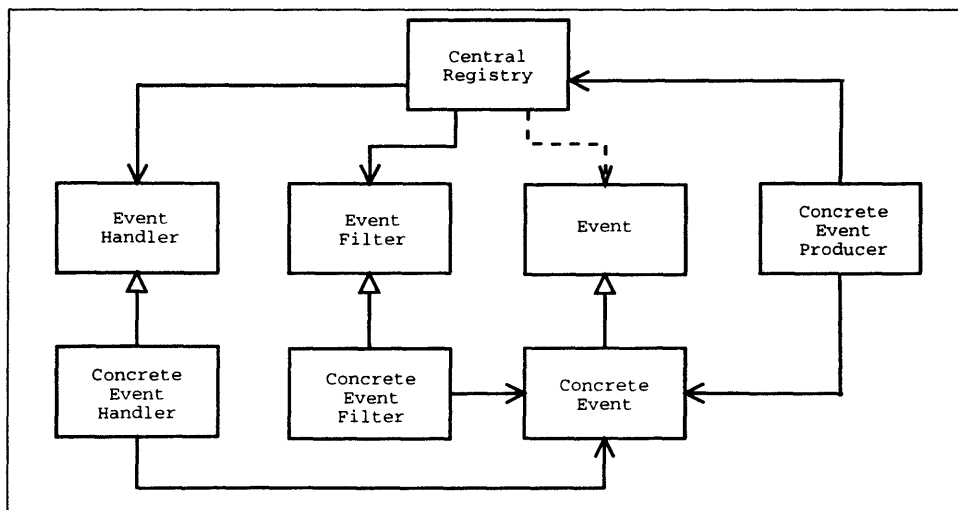 Central
Registry
Event
Handler
Event
Filter
Event
Concrete
Event
Producer
Concrete
Event
Handler
Concrete
Event
Filter
Concrete
Event